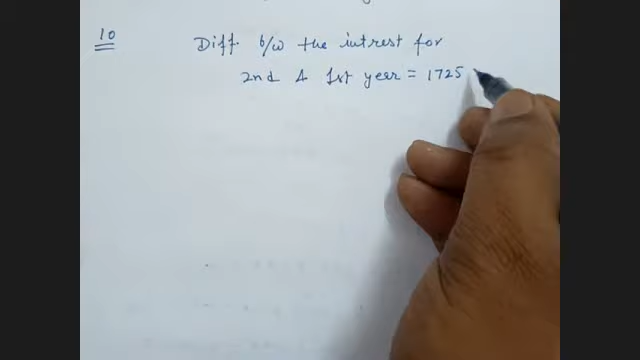 10
Diff b/w the intrest for
2nd & 1st year = 1725